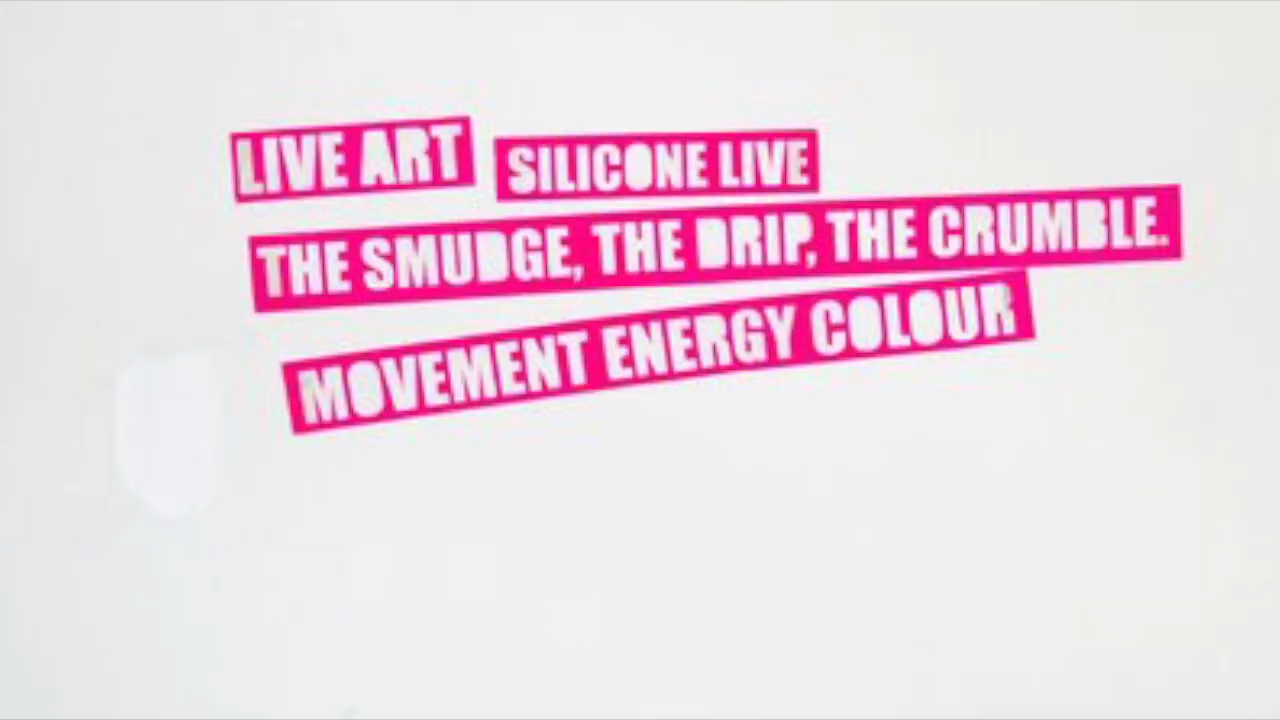 LIVE ART SILICONE LIVE
THE SMUDGE, THE DRIP, THE CRUMBLE.
MOVEMENT ENERGY COLOUR